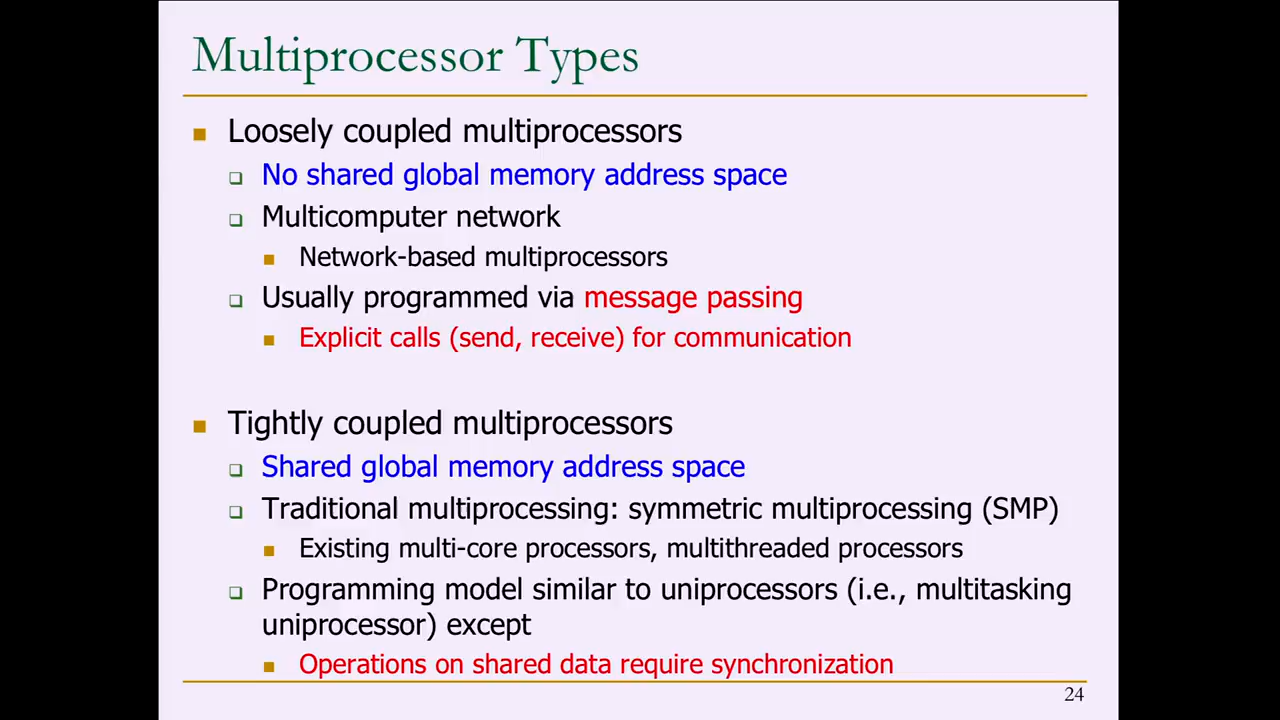 Multiprocessor Types
Loosely coupled multiprocessors
No shared global memory address space
Multicomputer network
Network-based multiprocessors
Usually programmed via message passing
Explicit calls (send, receive) for communication
Tightly coupled multiprocessors
Shared global memory address space
Traditional multiprocessing: symmetric multiprocessing (SMP)
Existing multi-core processors, multithreaded processors
Programming model similar to uniprocessors (i.e., multitasking
uniprocessor) except
Operations on shared data require synchronization
24